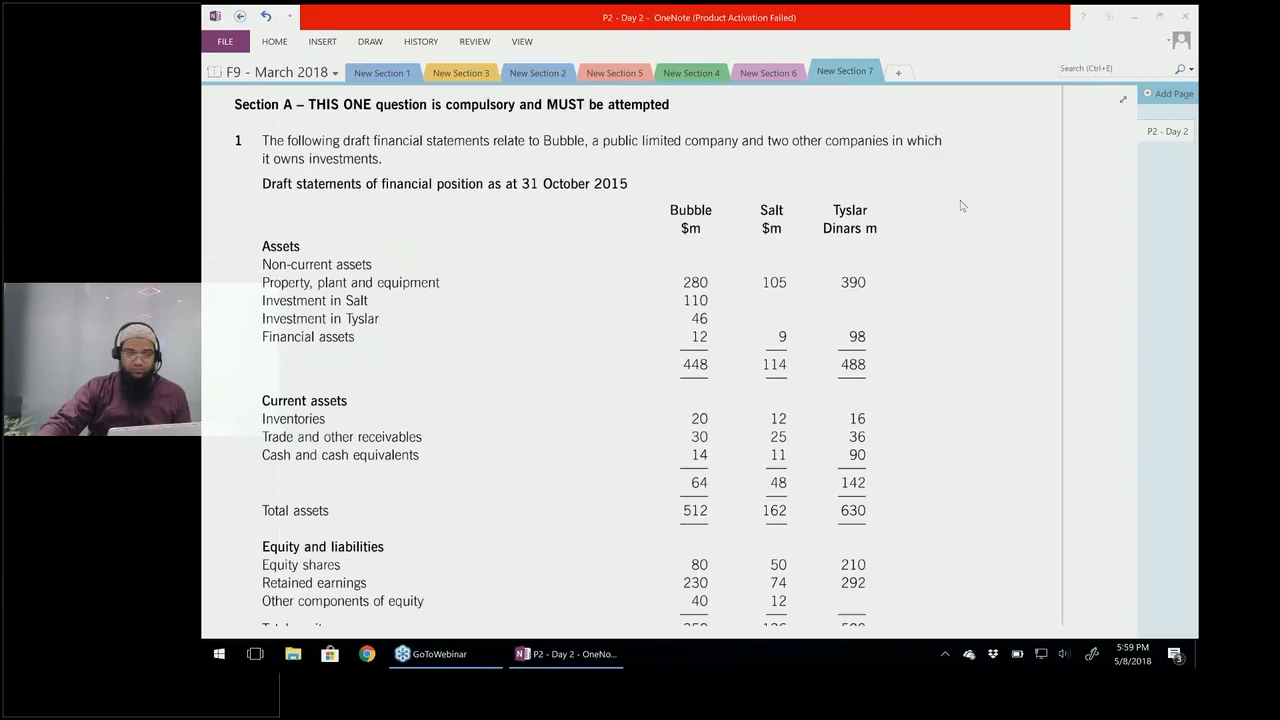 P2 - Day 2 - OneNote (Product Activation Failed)
FILE HOME INSERT DRAW HISTORY REVIEW VIEW
F9 - March 2018 New Section 1 New Section 3 New Section 2 New Section 5 New Section 4 New Section 6 New Section 7 Search (Ctrl+E)
Add Page
P2 - Day 2
Section A – THIS ONE question is compulsory and MUST be attempted
1 The following draft financial statements relate to Bubble, a public limited company and two other companies in which
it owns investments.
Draft statements of financial position as at 31 October 2015
Bubble Salt Tyslar
$m $m Dinars m
Assets
Non-current assets
Property, plant and equipment 280 105 390
Investment in Salt 110
Investment in Tyslar 46
Financial assets 12 9 98
448 114 488
Current assets
Inventories 20 12 16
Trade and other receivables 30 25 36
Cash and cash equivalents 14 11 90
64 48 142
Total assets 512 162 630
Equity and liabilities
Equity shares 80 50 210
Retained earnings 230 74 292
Other components of equity 40 12
GoToWebinar P2 - Day 2 - OneNo... 5:59 PM
5/8/2018 3